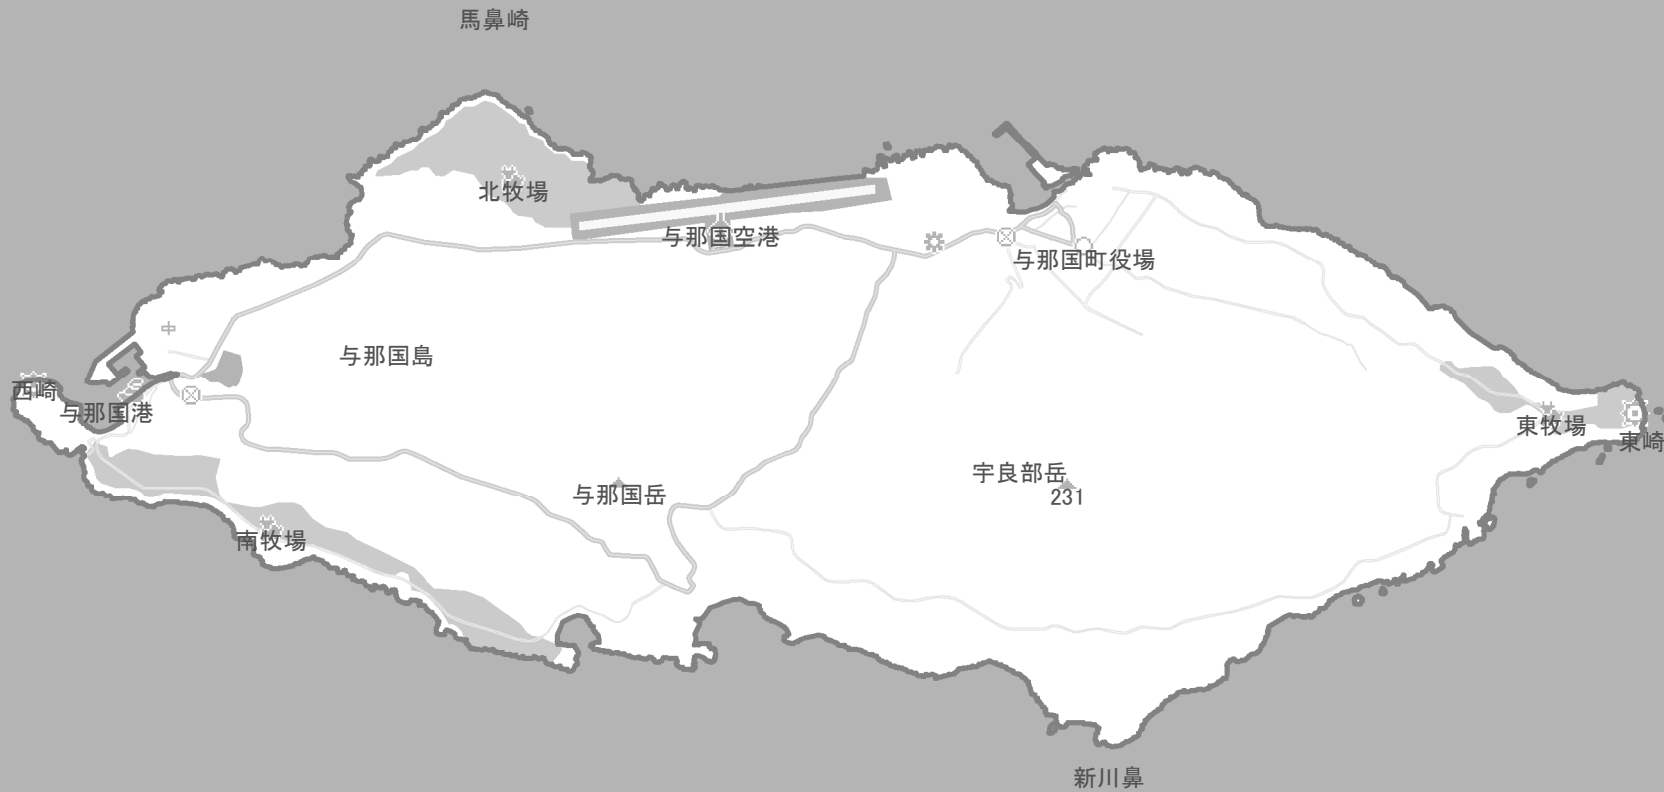 馬鼻崎
北牧場
与那国空港
与那国町役場
与那国島
西崎
与那国港
東牧場
東崎
宇良部岳
231
与那国岳
南牧場
新川鼻